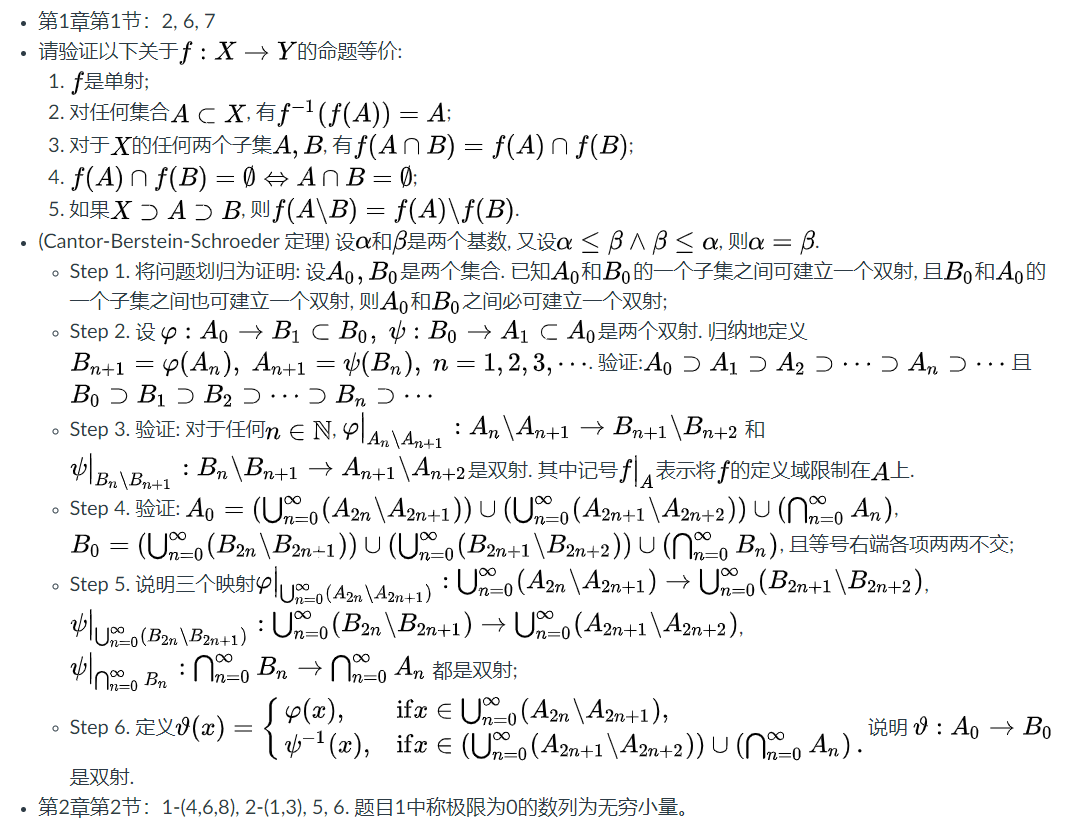 • 第1章第1节：2, 6, 7
• 请验证以下关于$f : X \to Y$的命题等价:
1. $f$是单射;
2. 对任何集合$A \subset X$, 有$f^{-1}(f(A)) = A$;
3. 对于$X$的任何两个子集$A, B$, 有$f(A \cap B) = f(A) \cap f(B)$;
4. $f(A) \cap f(B) = \emptyset \Leftrightarrow A \cap B = \emptyset$;
5. 如果$X \supset A \supset B$, 则$f(A \backslash B) = f(A) \backslash f(B)$.
• (Cantor-Berstein-Schroeder 定理) 设$\alpha$和$\beta$是两个基数, 又设$\alpha \leq \beta \wedge \beta \leq \alpha$, 则$\alpha = \beta$.
◦ Step 1. 将问题划归为证明: 设$A_0, B_0$是两个集合. 已知$A_0$和$B_0$的一个子集之间可建立一个双射, 且$B_0$和$A_0$的
一个子集之间也可建立一个双射, 则$A_0$和$B_0$之间必可建立一个双射;
◦ Step 2. 设 $\varphi : A_0 \to B_1 \subset B_0, \ \psi : B_0 \to A_1 \subset A_0$是两个双射. 归纳地定义
$B_{n+1} = \varphi(A_n), \ A_{n+1} = \psi(B_n), \ n = 1, 2, 3, \cdots$. 验证:$A_0 \supset A_1 \supset A_2 \supset \cdots \supset A_n \supset \cdots$ 且
$B_0 \supset B_1 \supset B_2 \supset \cdots \supset B_n \supset \cdots$
◦ Step 3. 验证: 对于任何$n \in \mathbb{N}$, $\varphi|_{A_n \backslash A_{n+1}} : A_n \backslash A_{n+1} \to B_{n+1} \backslash B_{n+2}$ 和
$\psi|_{B_n \backslash B_{n+1}} : B_n \backslash B_{n+1} \to A_{n+1} \backslash A_{n+2}$是双射. 其中记号$f|_A$表示将$f$的定义域限制在$A$上.
◦ Step 4. 验证: $A_0 = (\bigcup_{n=0}^{\infty}(A_{2n} \backslash A_{2n+1})) \cup (\bigcup_{n=0}^{\infty}(A_{2n+1} \backslash A_{2n+2})) \cup (\bigcap_{n=0}^{\infty} A_n)$,
$B_0 = (\bigcup_{n=0}^{\infty}(B_{2n} \backslash B_{2n+1})) \cup (\bigcup_{n=0}^{\infty}(B_{2n+1} \backslash B_{2n+2})) \cup (\bigcap_{n=0}^{\infty} B_n)$, 且等号右端各项两两不交;
◦ Step 5. 说明三个映射$\varphi|_{\bigcup_{n=0}^{\infty}(A_{2n} \backslash A_{2n+1})} : \bigcup_{n=0}^{\infty}(A_{2n} \backslash A_{2n+1}) \to \bigcup_{n=0}^{\infty}(B_{2n+1} \backslash B_{2n+2})$,
$\psi|_{\bigcup_{n=0}^{\infty}(B_{2n} \backslash B_{2n+1})} : \bigcup_{n=0}^{\infty}(B_{2n} \backslash B_{2n+1}) \to \bigcup_{n=0}^{\infty}(A_{2n+1} \backslash A_{2n+2})$,
$\psi|_{\bigcap_{n=0}^{\infty} B_n} : \bigcap_{n=0}^{\infty} B_n \to \bigcap_{n=0}^{\infty} A_n$ 都是双射;
◦ Step 6. 定义$\vartheta(x) = \begin{cases} \varphi(x), & \text{if} x \in \bigcup_{n=0}^{\infty}(A_{2n} \backslash A_{2n+1}), \\ \psi^{-1}(x), & \text{if} x \in (\bigcup_{n=0}^{\infty}(A_{2n+1} \backslash A_{2n+2})) \cup (\bigcap_{n=0}^{\infty} A_n). \end{cases}$ 说明 $\vartheta : A_0 \to B_0$
是双射.
• 第2章第2节：1-(4,6,8), 2-(1,3), 5, 6. 题目1中称极限为0的数列为无穷小量。